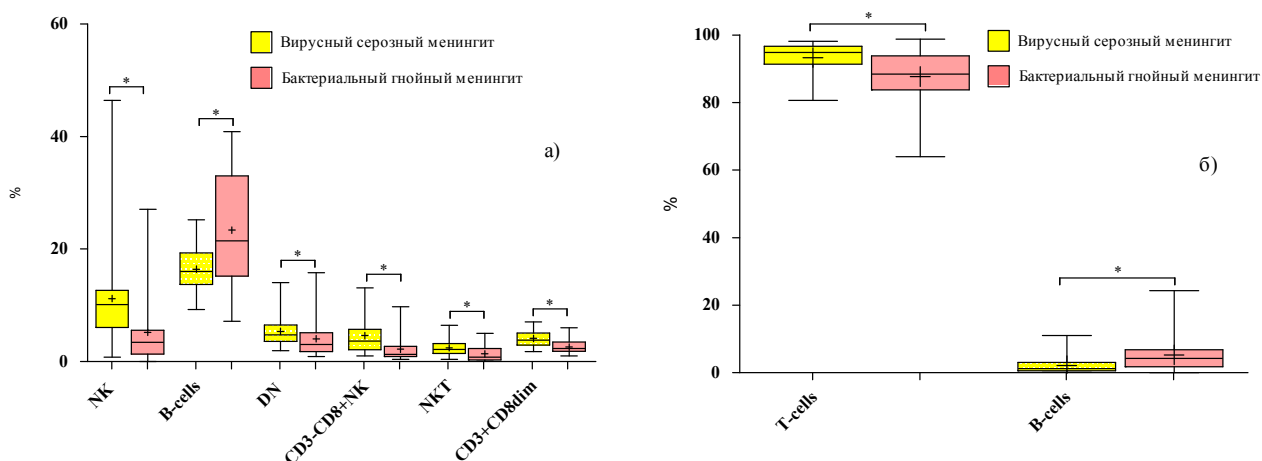 60
40
20
0
%
Вирусный серозный менингит
Бактериальный гнойный менингит
а)
*
*
*
*
*
*
NK
B-cells
DN
CD3-CD8+NK
NKT
CD3+CD8dim
100
80
60
40
20
0
%
Вирусный серозный менингит
Бактериальный гнойный менингит
б)
*
*
T-cells
B-cells